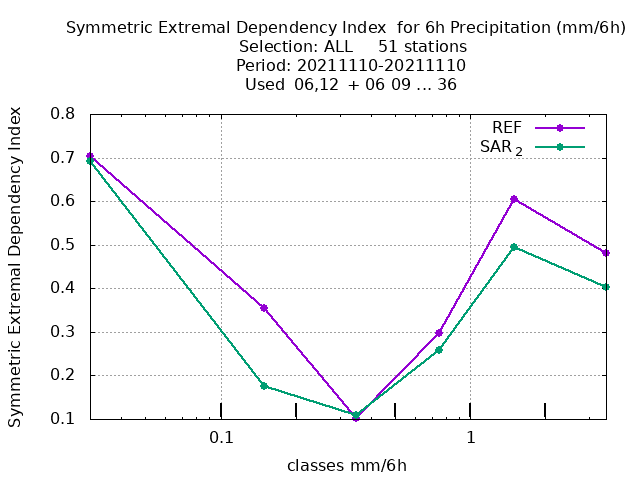 Symmetric Extremal Dependency Index  for 6h Precipitation (mm/6h)
Selection: ALL     51 stations
Period: 20211110-20211110
Used  06,12  + 06 09 ... 36
Symmetric Extremal Dependency Index
0.8
0.7
0.6
0.5
0.4
0.3
0.2
0.1
REF
SAR 2
0.1
1
classes mm/6h